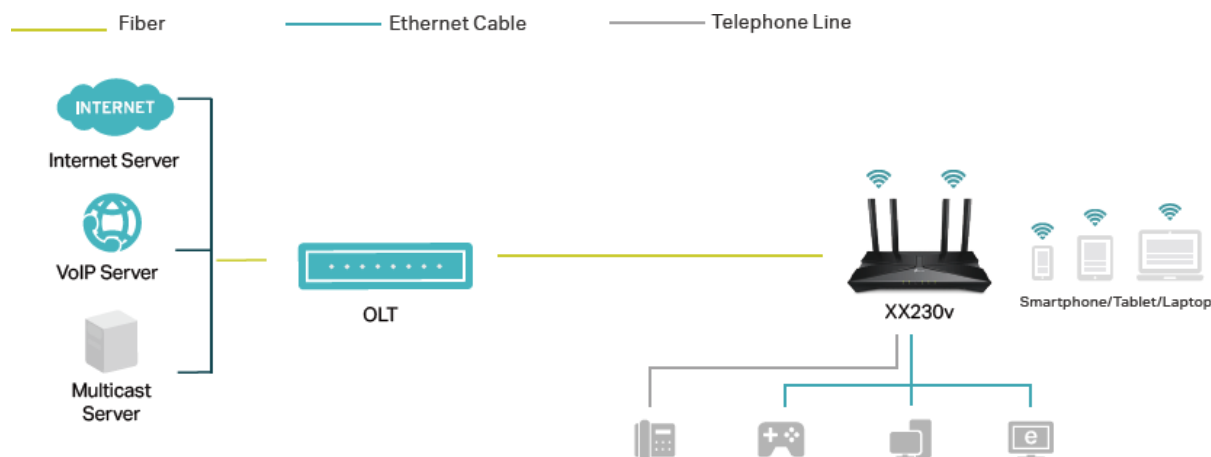 Fiber
Ethernet Cable
Telephone Line
INTERNET
Internet Server
VoIP Server
OLT
XX230v
Smartphone/Tablet/Laptop
Multicast
Server
e